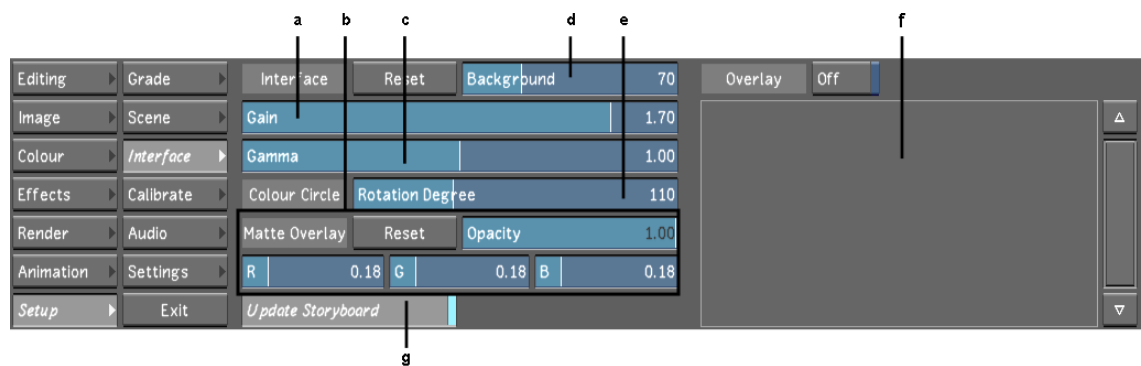 a b c d e f
Editing Grade Interface Reset Background 70 Overlay Off
Image Scene Gain 1.70
Colour Interface Gamma 1.00
Effects Calibrate Colour Circle Rotation Degree 110
Render Audio Matte Overlay Reset Opacity 1.00
Animation Settings R 0.18 G 0.18 B 0.18
Setup Exit Update Storyboard
g